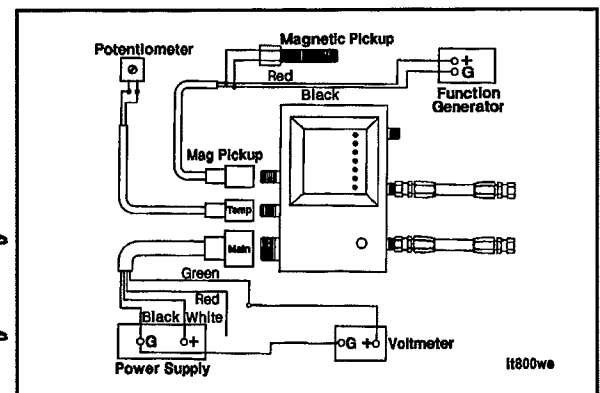 Potentiometer
Magnetic Pickup
Red
Black
+
G
Function
Generator
Mag Pickup
Temp
Main
Green
Red
Black White
G +
Power Supply
G + Voltmeter
lt800we